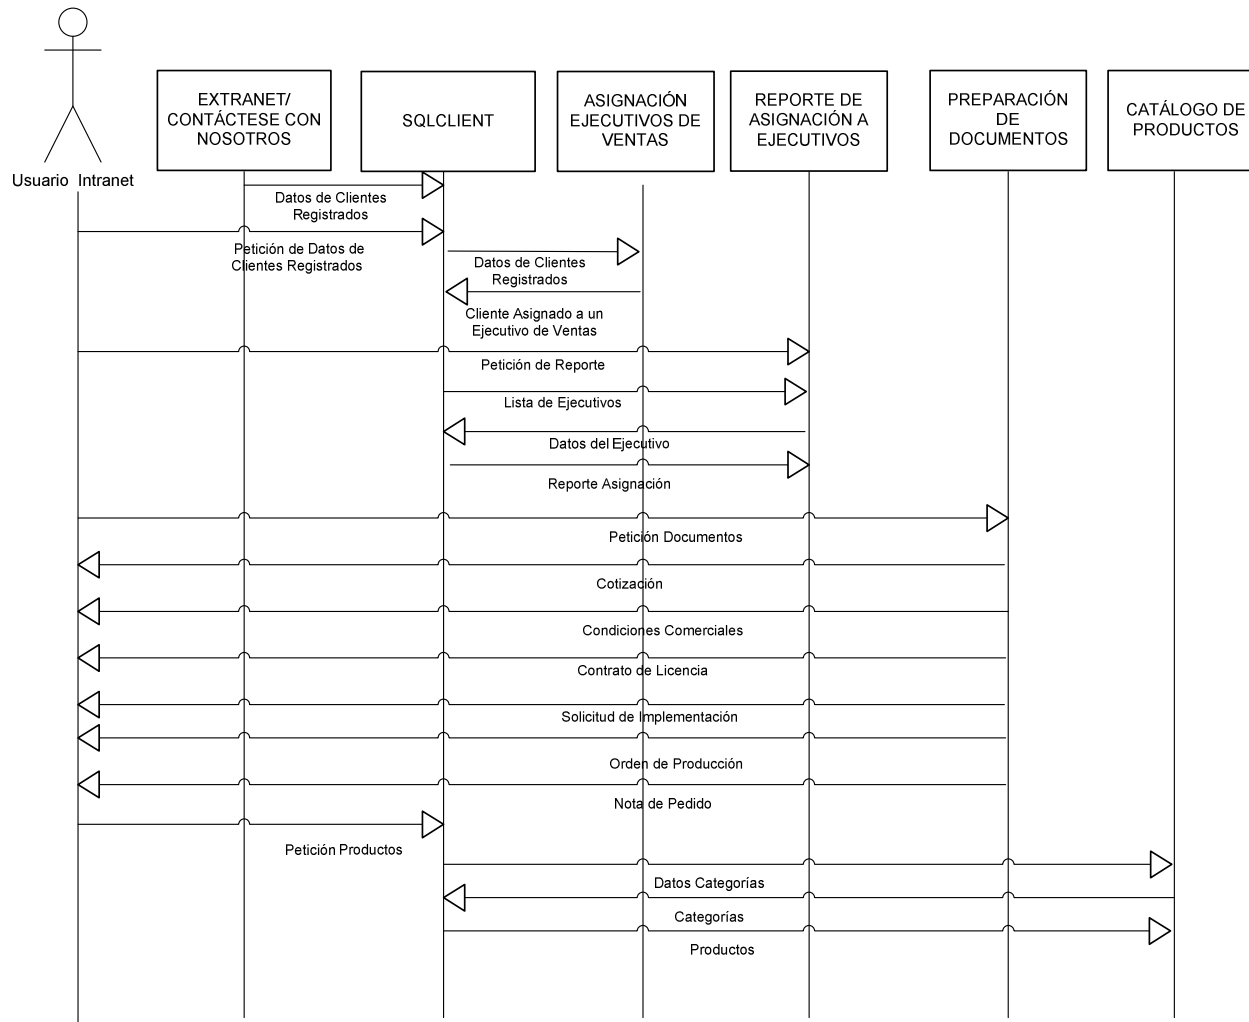 EXTRANET/
CONTÁCTESE CON
NOSOTROS
SQLCLIENT
ASIGNACIÓN
EJECUTIVOS DE
VENTAS
REPORTE DE
ASIGNACIÓN A
EJECUTIVOS
PREPARACIÓN
DE
DOCUMENTOS
CATÁLOGO DE
PRODUCTOS
Usuario Intranet
Datos de Clientes
Registrados
Petición de Datos de
Clientes Registrados
Datos de Clientes
Registrados
Cliente Asignado a un
Ejecutivo de Ventas
Petición de Reporte
Lista de Ejecutivos
Datos del Ejecutivo
Reporte Asignación
Petición Documentos
Cotización
Condiciones Comerciales
Contrato de Licencia
Solicitud de Implementación
Orden de Producción
Nota de Pedido
Petición Productos
Datos Categorías
Categorías
Productos